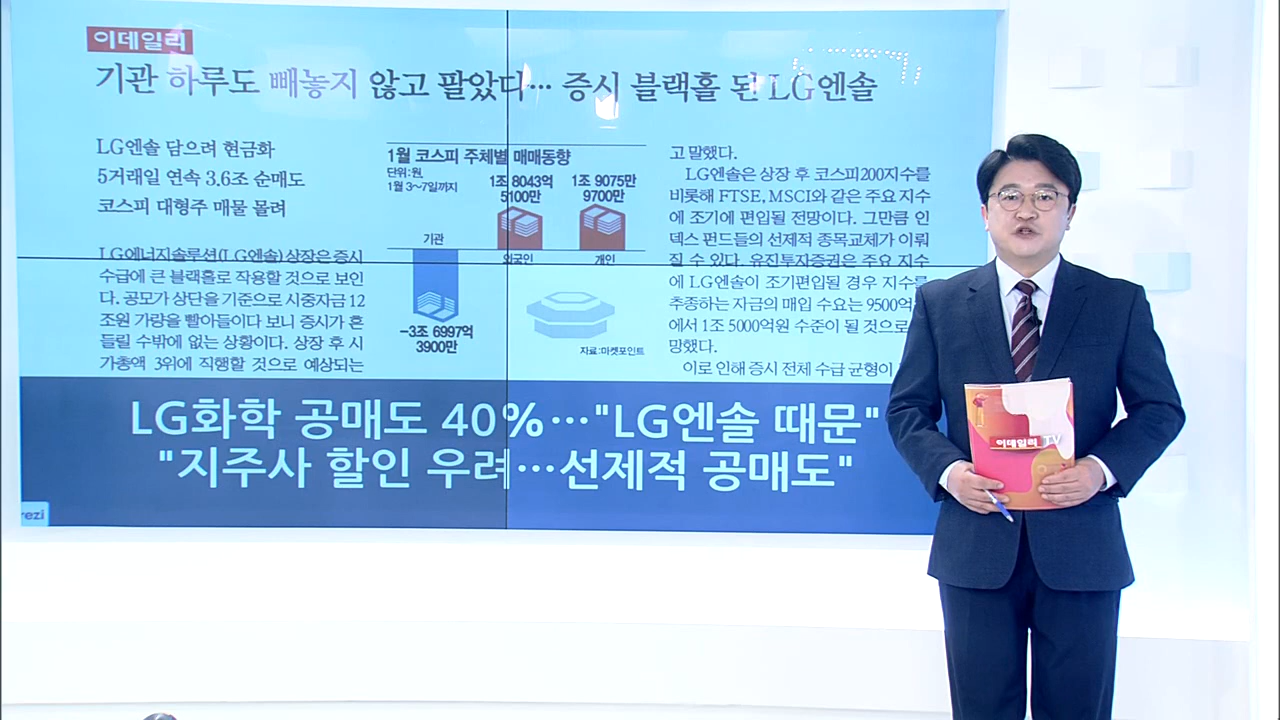 이데일리
기관 하루도 빼놓지 않고 팔았다… 증시 블랙홀 된 LG엔솔
LG엔솔 담으려 현금화
5거래일 연속 3.6조 순매도
코스피 대형주 매물 몰려
LG에너지솔루션(LG엔솔) 상장은 증시
수급에 큰 블랙홀로 작용할 것으로 보인
다. 공모가 상단을 기준으로 시중자금 12
조원 가량을 빨아들이다 보니 증시가 흔
들릴 수밖에 없는 상황이다. 상장 후 시
가총액 3위에 직행할 것으로 예상되는
1월 코스피 주체별 매매동향
단위:원,
1월 3~7일까지
1조 8043억
5100만
1조 9075만
9700만
기관
외국인
개인
-3조 6997억
3900만
자료:마켓포인트
고 말했다.
LG엔솔은 상장 후 코스피200지수를
비롯해 FTSE, MSCI와 같은 주요 지수
에 조기에 편입될 전망이다. 그만큼 인
덱스 펀드들의 선제적 종목교체가 이뤄
질 수 있다. 유진투자증권은 주요 지수
에 LG엔솔이 조기편입될 경우 지수를
추종하는 자금의 매입 수요는 9500억
에서 1조 5000억원 수준이 될 것으로
망했다.
이로 인해 증시 전체 수급 균형이
LG화학 공매도 40%…"LG엔솔 때문"
"지주사 할인 우려…선제적 공매도"
rezi
이데일리 TV